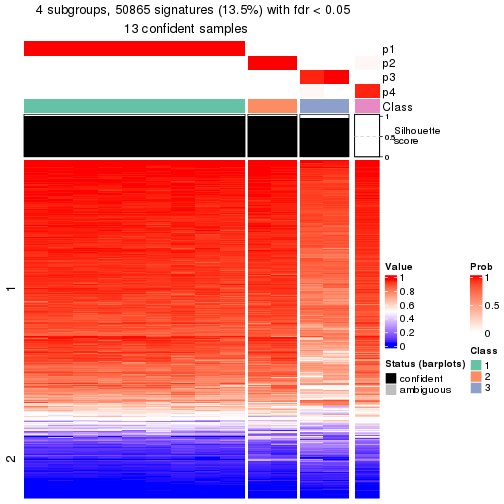 4 subgroups, 50865 signatures (13.5%) with fdr < 0.05
13 confident samples
p1
p2
p3
p4
Class
1
0.5
0
Silhouette
score
1
2
Value
1
0.8
0.6
0.4
0.2
0
Prob
1
0.5
0
Status (barplots)
confident
ambiguous
Class
1
2
3